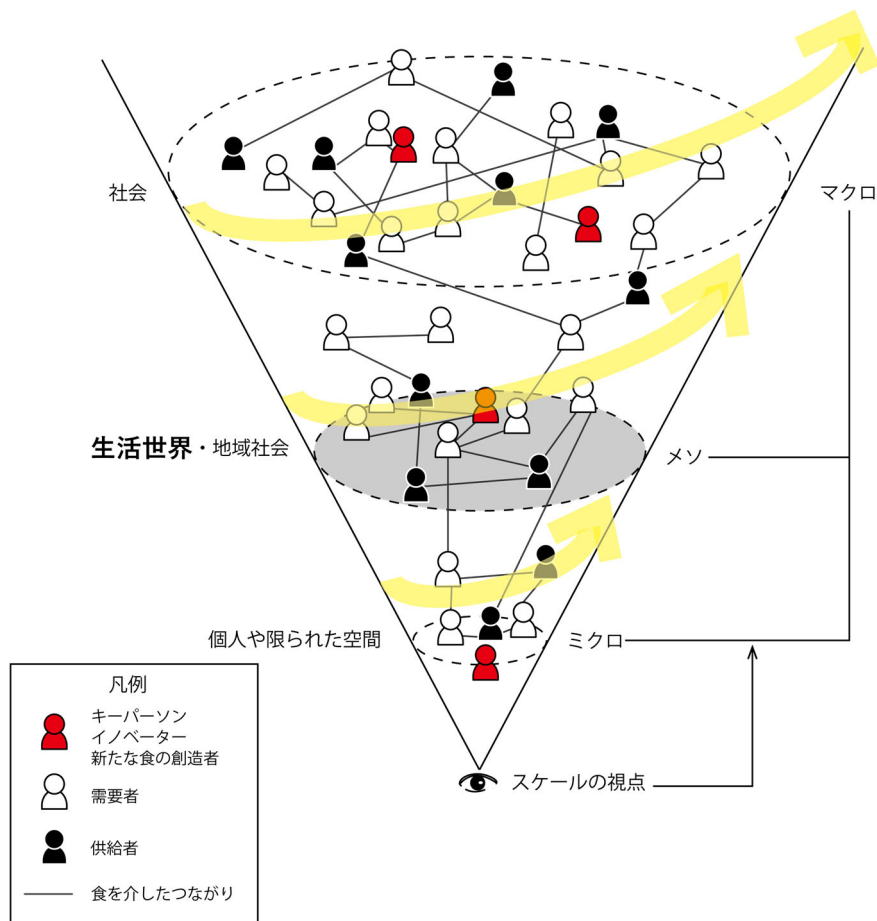 社会
マクロ
生活世界・地域社会
メソ
個人や限られた空間
ミクロ
スケールの視点
凡例
キーパーソン
イノベーター
新たな食の創造者
需要者
供給者
食を介したつながり